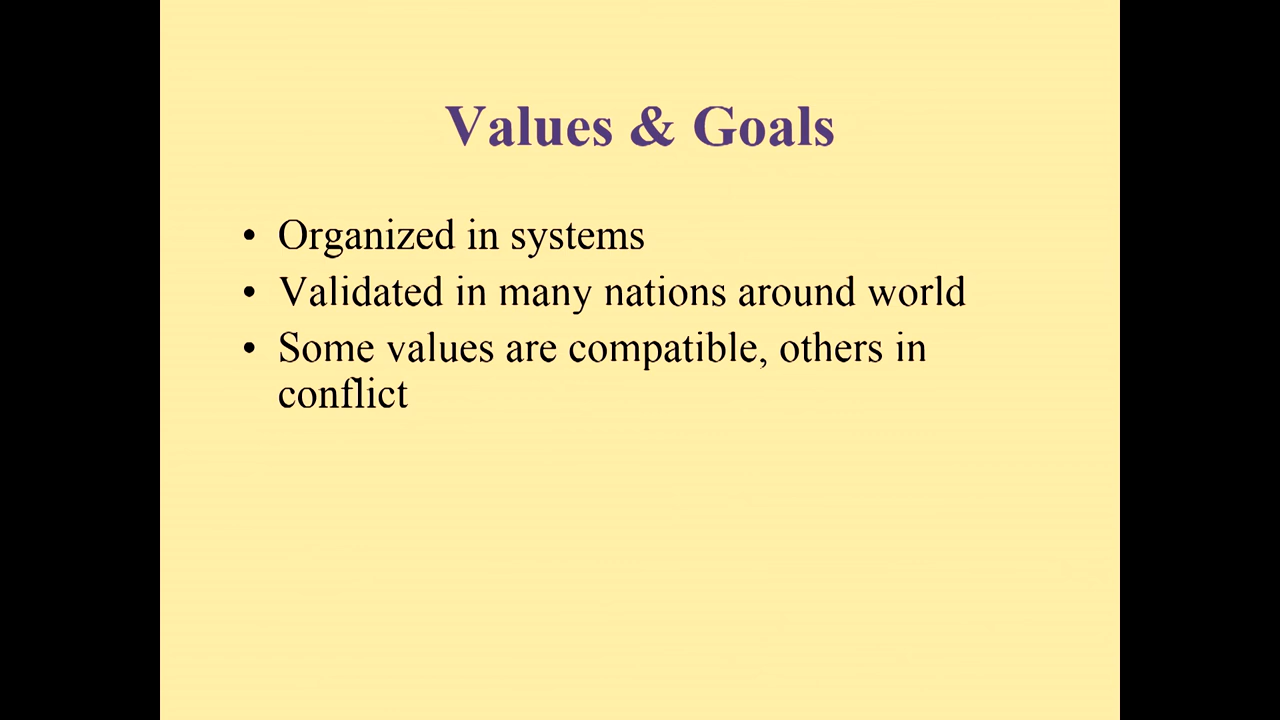 Values & Goals
• Organized in systems
• Validated in many nations around world
• Some values are compatible, others in
conflict